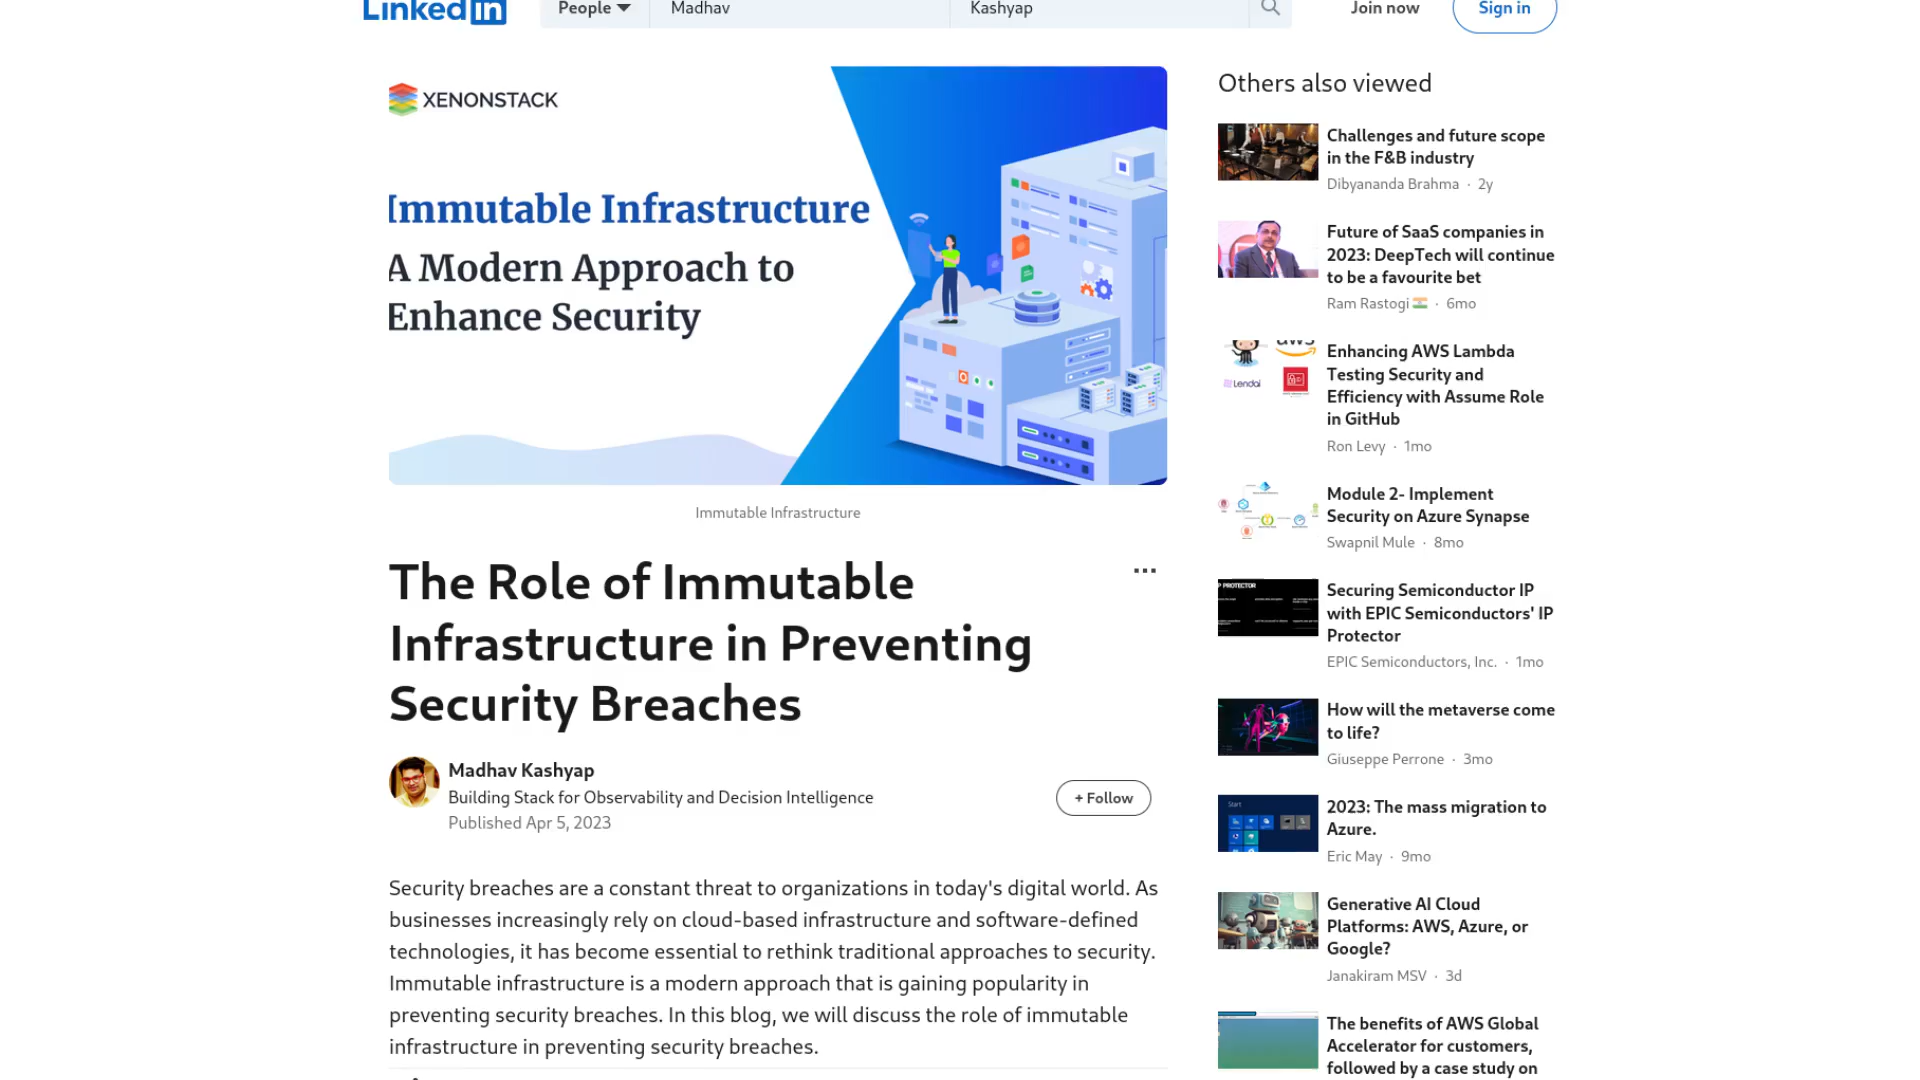 LinkedIn
People
Madhav
Kashyap
Join now
Sign in
XENONSTACK
Immutable Infrastructure
A Modern Approach to
Enhance Security
Immutable Infrastructure
The Role of Immutable
Infrastructure in Preventing
Security Breaches
Madhav Kashyap
Building Stack for Observability and Decision Intelligence
Published Apr 5, 2023
+ Follow
Security breaches are a constant threat to organizations in today's digital world. As
businesses increasingly rely on cloud-based infrastructure and software-defined
technologies, it has become essential to rethink traditional approaches to security.
Immutable infrastructure is a modern approach that is gaining popularity in
preventing security breaches. In this blog, we will discuss the role of immutable
infrastructure in preventing security breaches.
Others also viewed
Challenges and future scope
in the F&B industry
Dibyananda Brahma · 2y
Future of SaaS companies in
2023: DeepTech will continue
to be a favourite bet
Ram Rastogi 🇮🇳 · 6mo
aws
Lendai
Enhancing AWS Lambda
Testing Security and
Efficiency with Assume Role
in GitHub
Ron Levy · 1mo
Module 2- Implement
Security on Azure Synapse
Swapnil Mule · 8mo
P PROTECTOR
Securing Semiconductor IP
with EPIC Semiconductors' IP
Protector
EPIC Semiconductors, Inc. · 1mo
How will the metaverse come
to life?
Giuseppe Perrone · 3mo
Start
2023: The mass migration to
Azure.
Eric May · 9mo
Generative AI Cloud
Platforms: AWS, Azure, or
Google?
Janakiram MSV · 3d
The benefits of AWS Global
Accelerator for customers,
followed by a case study on